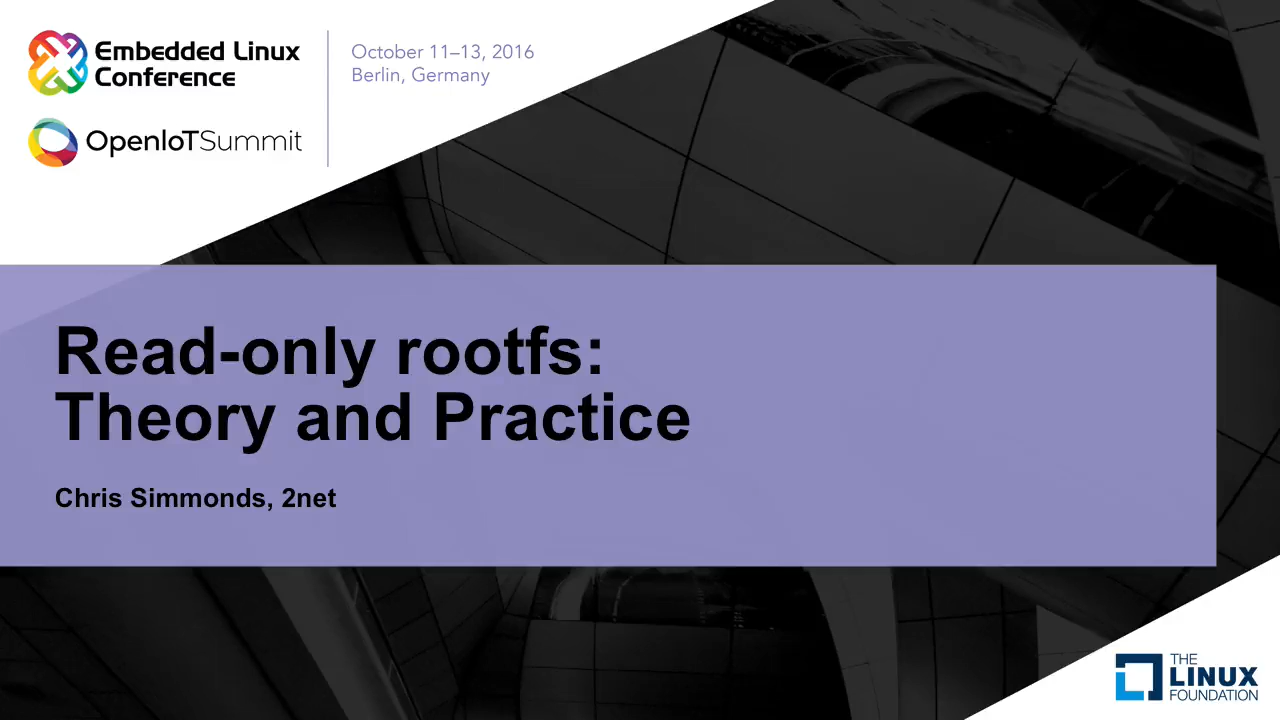 Embedded Linux
Conference
October 11–13, 2016
Berlin, Germany
OpenIoTSummit
Read-only rootfs:
Theory and Practice
Chris Simmonds, 2net
THE
LINUX
FOUNDATION